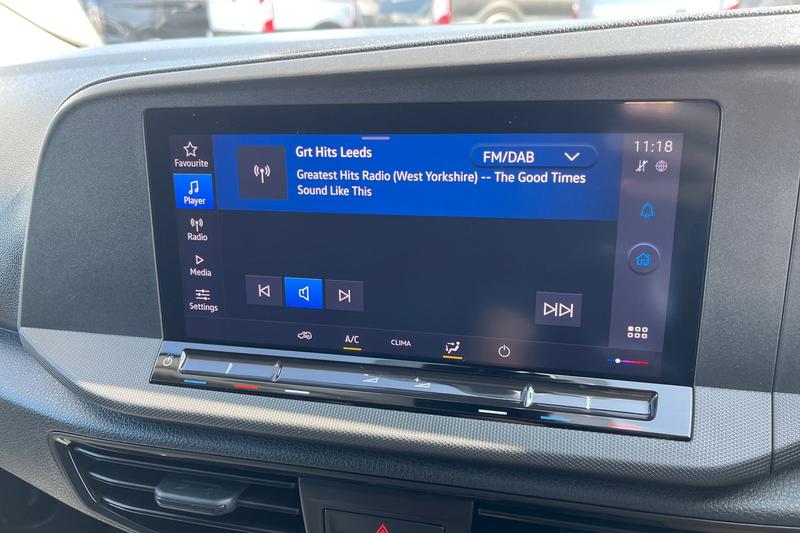 Grt Hits Leeds
FM/DAB
Greatest Hits Radio (West Yorkshire) -- The Good Times
Sound Like This
11:18
Favourite
Player
Radio
Media
Settings
A/C
CLIMA